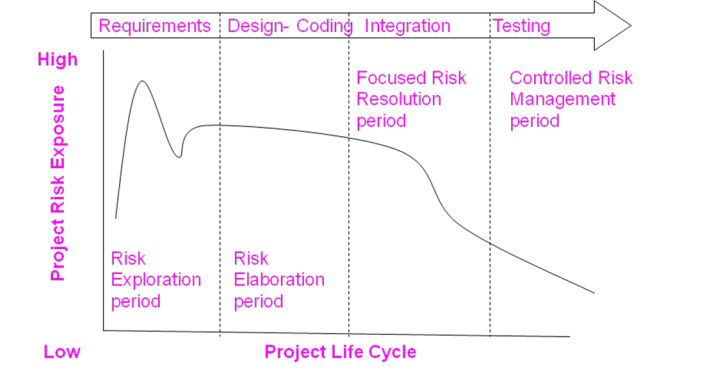 Requirements Design- Coding Integration Testing
High
Focused Risk
Resolution
period
Controlled Risk
Management
period
Project Risk Exposure
Risk
Exploration
period
Risk
Elaboration
period
Low
Project Life Cycle